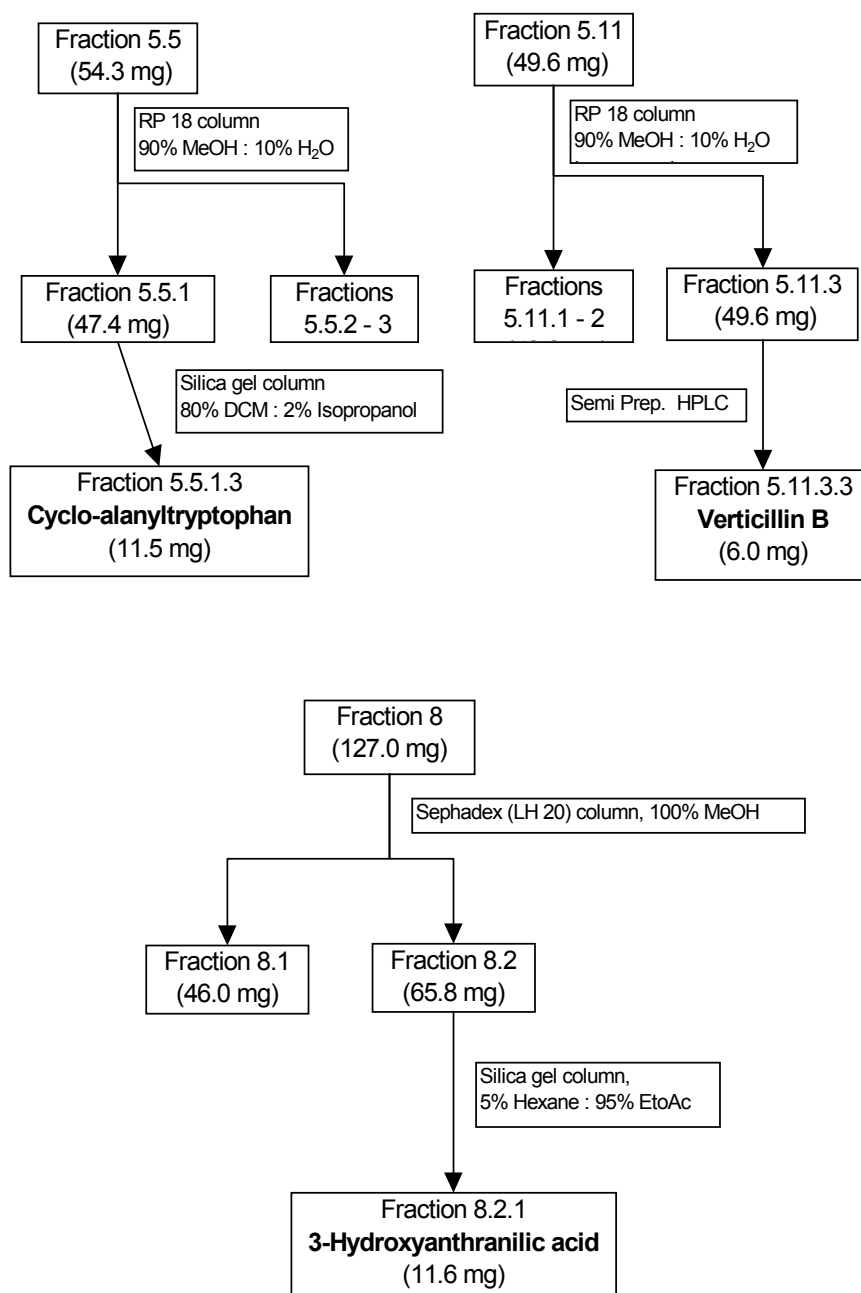 Fraction 5.5
(54.3 mg)
RP 18 column
90% MeOH : 10% H₂O
Fraction 5.5.1
(47.4 mg)
Fractions
5.5.2 - 3
Silica gel column
80% DCM : 2% Isopropanol
Fraction 5.5.1.3
Cyclo-alanyltryptophan
(11.5 mg)
Fraction 5.11
(49.6 mg)
RP 18 column
90% MeOH : 10% H₂O
Fractions
5.11.1 - 2
Fraction 5.11.3
(49.6 mg)
Semi Prep. HPLC
Fraction 5.11.3.3
Verticillin B
(6.0 mg)
Fraction 8
(127.0 mg)
Sephadex (LH 20) column, 100% MeOH
Fraction 8.1
(46.0 mg)
Fraction 8.2
(65.8 mg)
Silica gel column,
5% Hexane : 95% EtoAc
Fraction 8.2.1
3-Hydroxyanthranilic acid
(11.6 mg)